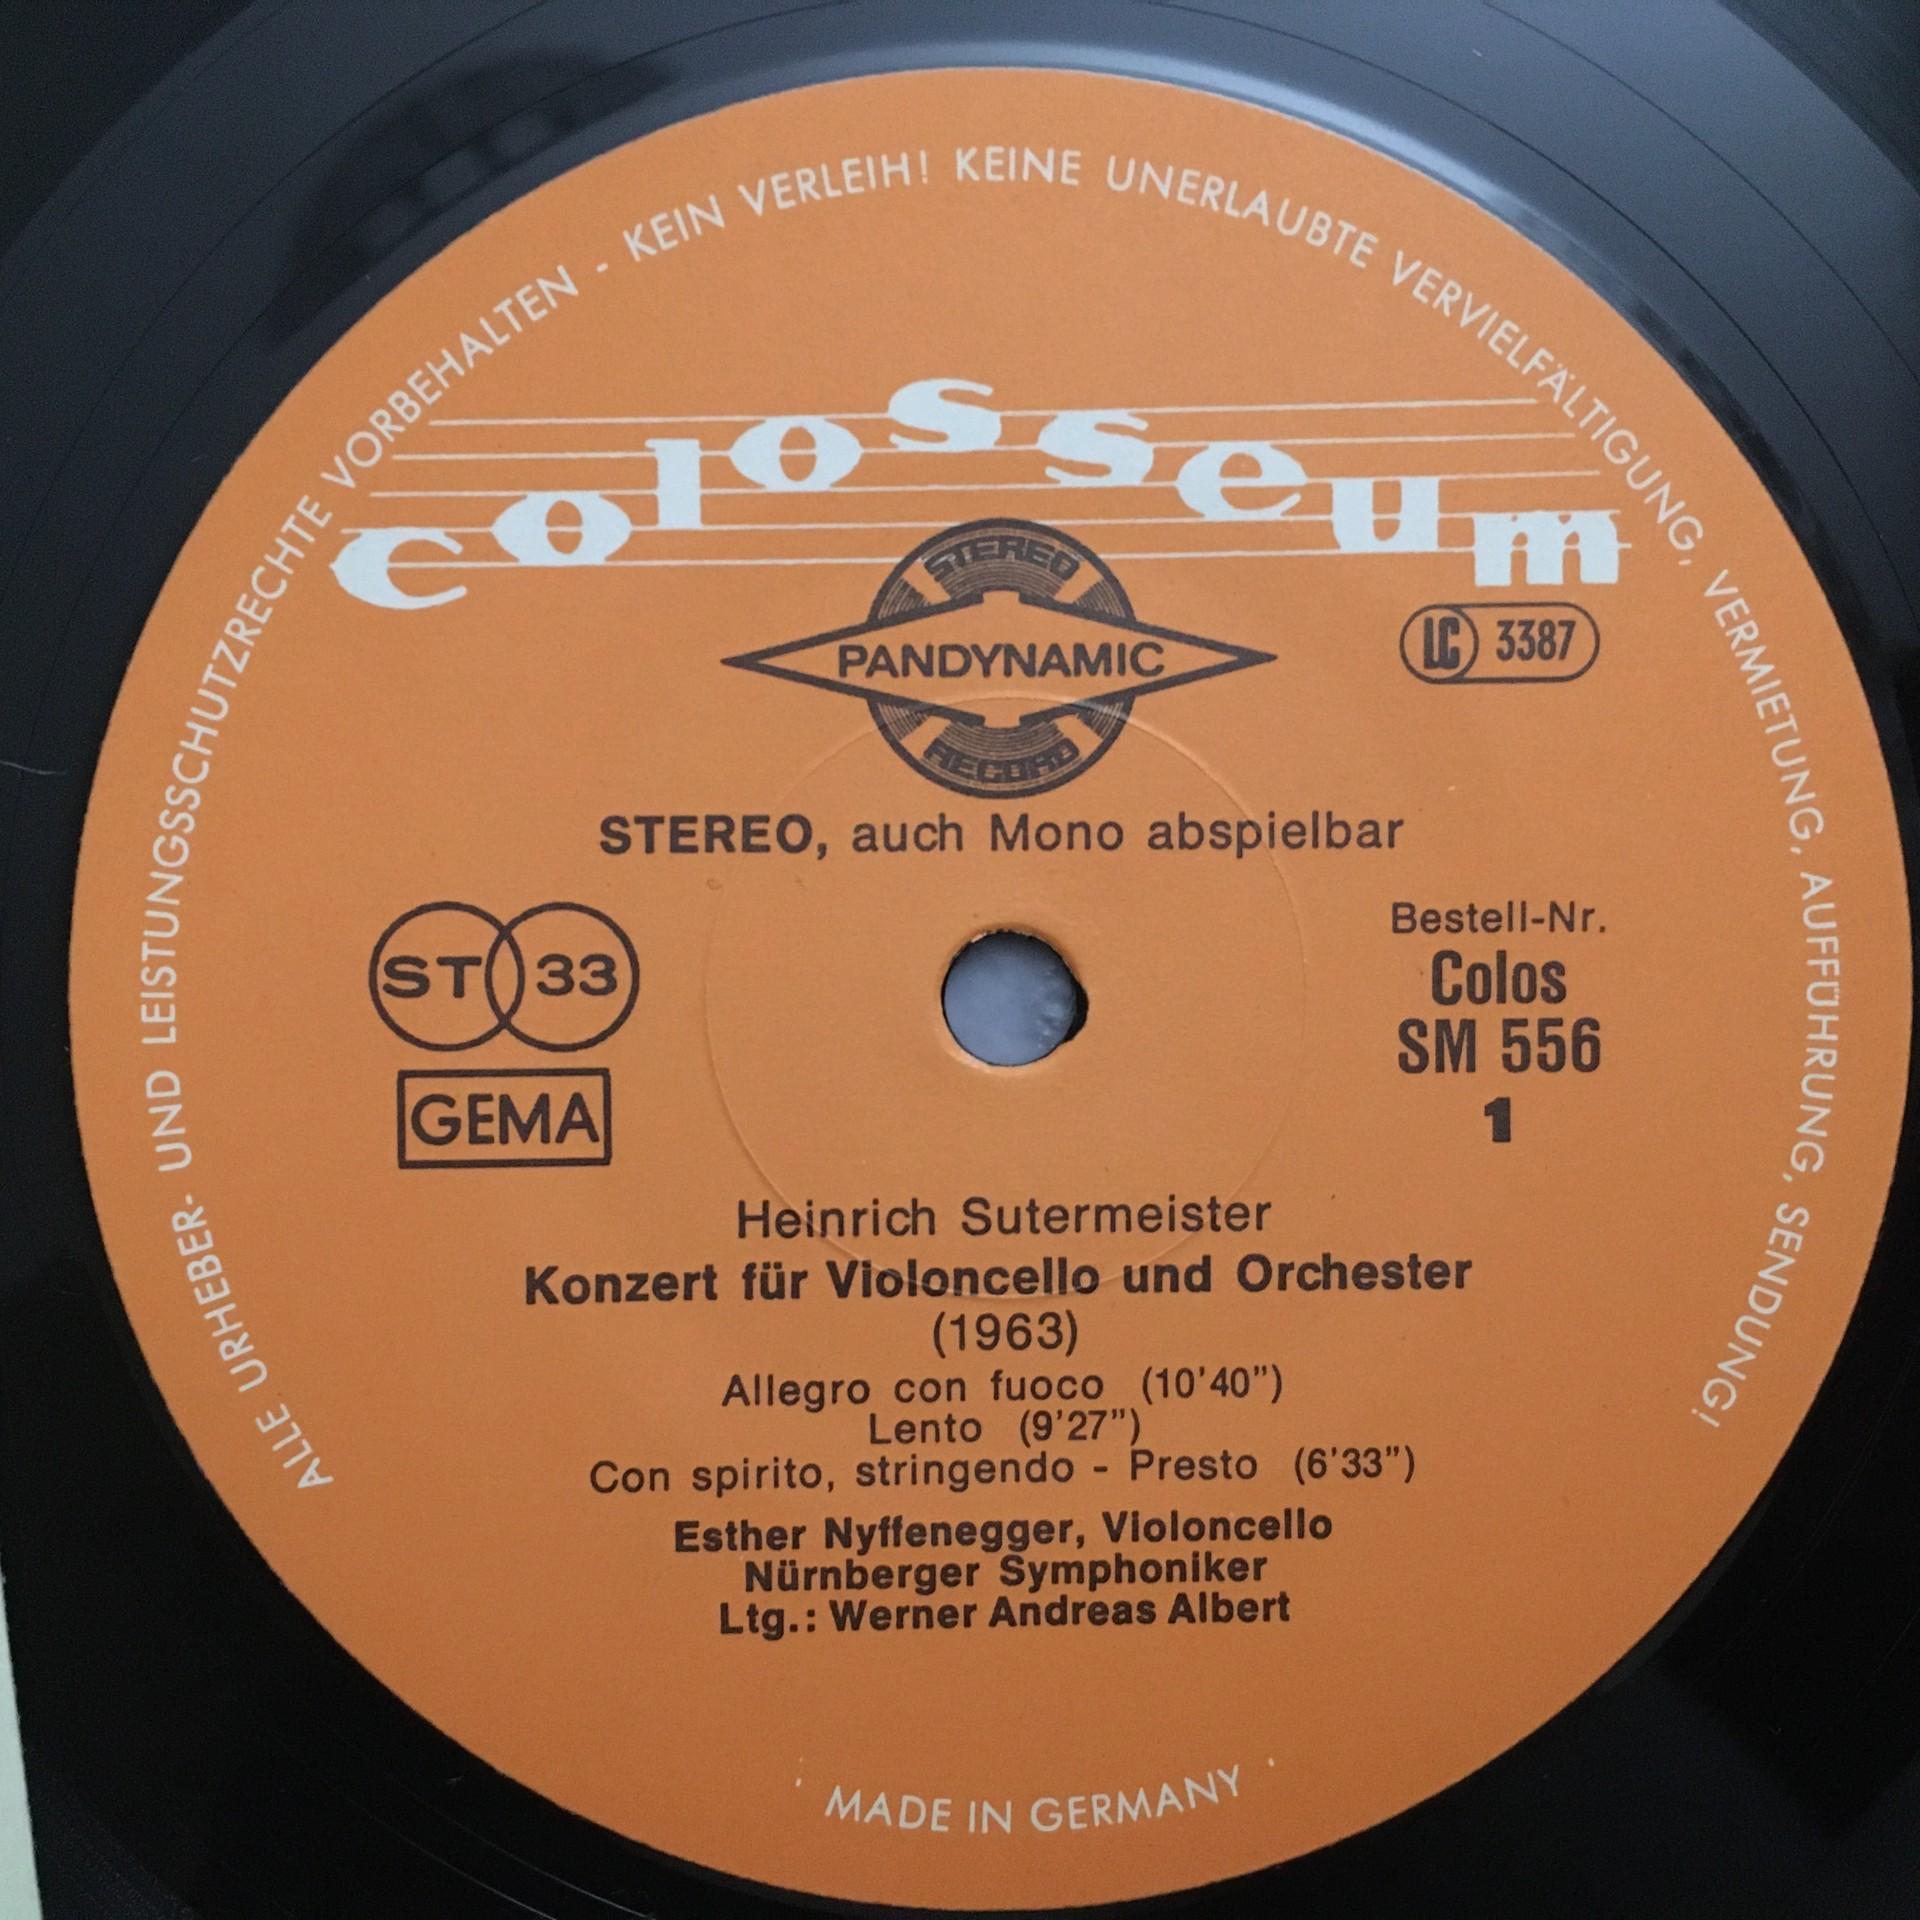 ALLE URHEBER- UND LEISTUNGSSCHUTZRECHTE VORBEHALTEN - KEIN VERLEIH! KEINE UNERLAUBTE VERVIELFÄLTIGUNG, VERMIETUNG, AUFFÜHRUNG, SENDUNG!
colosseum
STEREO
PANDYNAMIC
RECORD
LC 3387
STEREO, auch Mono abspielbar
ST 33
GEMA
Bestell-Nr.
Colos
SM 556
1
Heinrich Sutermeister
Konzert für Violoncello und Orchester
(1963)
Allegro con fuoco (10'40")
Lento (9'27")
Con spirito, stringendo - Presto (6'33")
Esther Nyffenegger, Violoncello
Nürnberger Symphoniker
Ltg.: Werner Andreas Albert
' MADE IN GERMANY '